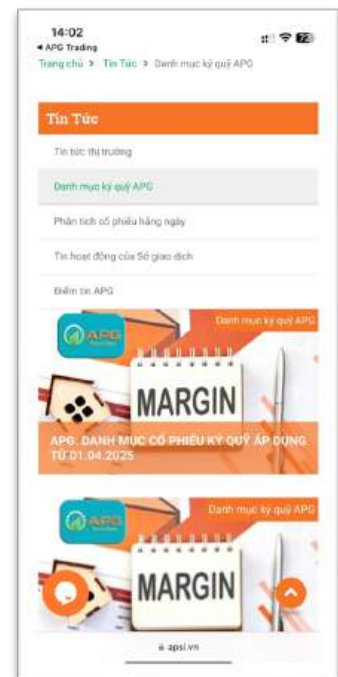 14:02
72
◀ APG Trading
Trang chủ > Tin Tức > Danh mục ký quỹ APG
Tin Tức
Tin tức thị trường
Danh mục ký quỹ APG
Phân tích cổ phiếu hàng ngày
Tin hoạt động của Sở giao dịch
Điểm tin APG
APG
Danh mục ký quỹ APG
MARGIN
APG: DANH MỤC CỔ PHIẾU KÝ QUỸ ÁP DỤNG
TỪ 01.04.2025
APG
Danh mục ký quỹ APG
MARGIN
apsi.vn